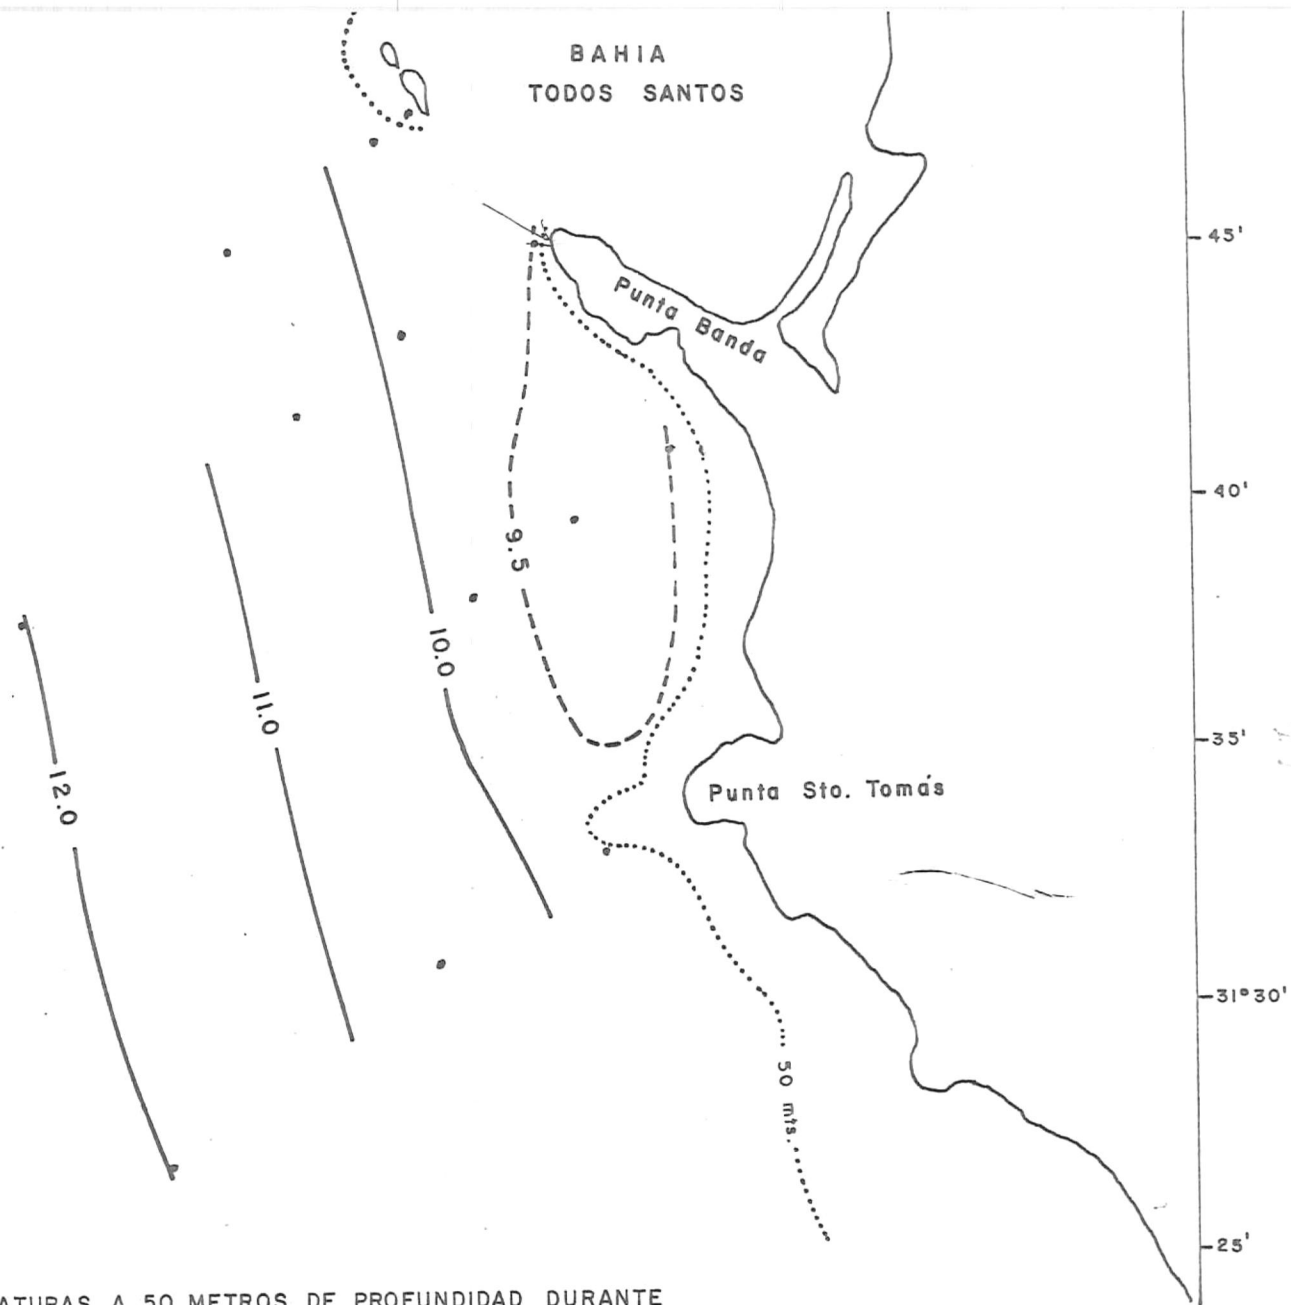 BAHIA
TODOS SANTOS
45'
Punta Banda
40'
9.5
10.0
11.0
35'
12.0
Punta Sto. Tomás
31°30'
50 mts.
25'
ATURAS A 50 METROS DE PROFUNDIDAD DURANTE